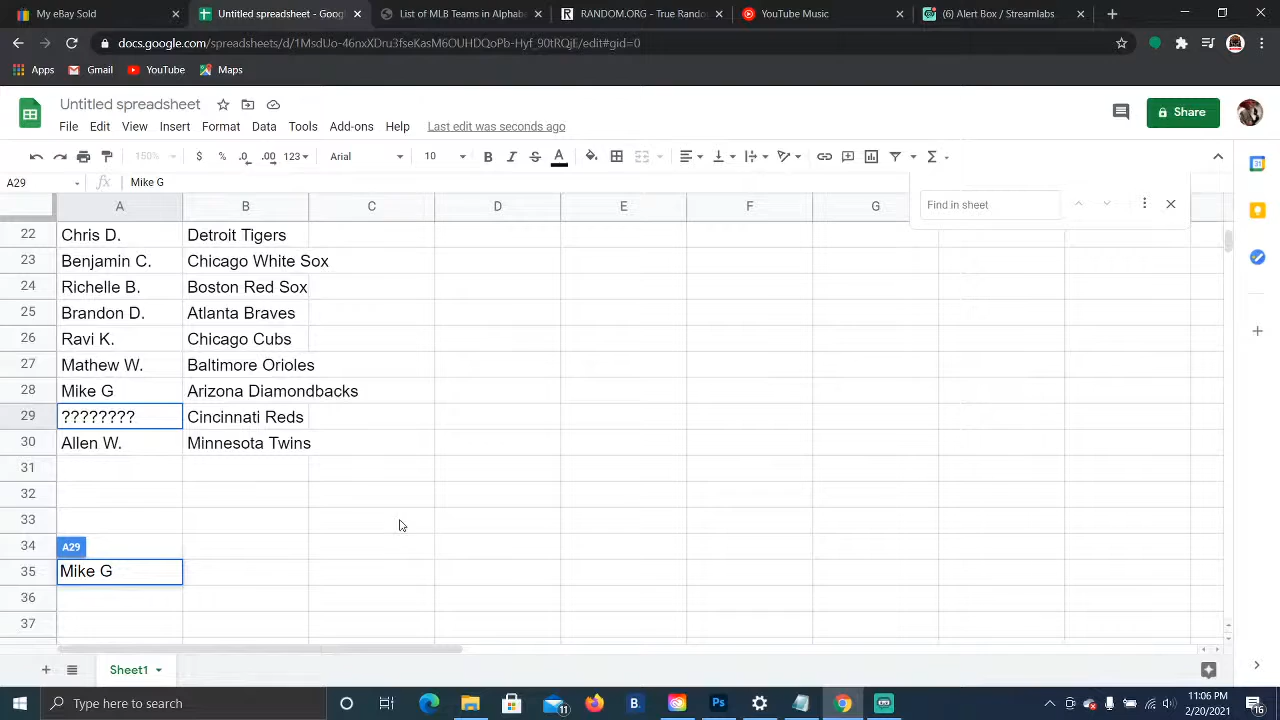 My eBay Sold
Untitled spreadsheet - Goog
List of MLB Teams in Alphab
RANDOM.ORG - True Rando
YouTube Music
(4) Alert Box / Streamlabs
docs.google.com/spreadsheets/d/1MsdUo-46nxXDru3fseKasM6OUHDQoPb-Hyf_90tRQjE/edit#gid=0
Apps
Gmail
YouTube
Maps
Untitled spreadsheet
Share
File Edit View Insert Format Data Tools Add-ons Help Last edit was seconds ago
150% $ % .0 .00 123 Arial 10 B I S A
A29 fx Mike G
Find in sheet
A B C D E F G
22 Chris D. Detroit Tigers
23 Benjamin C. Chicago White Sox
24 Richelle B. Boston Red Sox
25 Brandon D. Atlanta Braves
26 Ravi K. Chicago Cubs
27 Mathew W. Baltimore Orioles
28 Mike G Arizona Diamondbacks
29 ???????? Cincinnati Reds
30 Allen W. Minnesota Twins
31
32
33
34 A29
35 Mike G
36
37
Sheet1
Type here to search
11
11:06 PM
2/20/2021
16